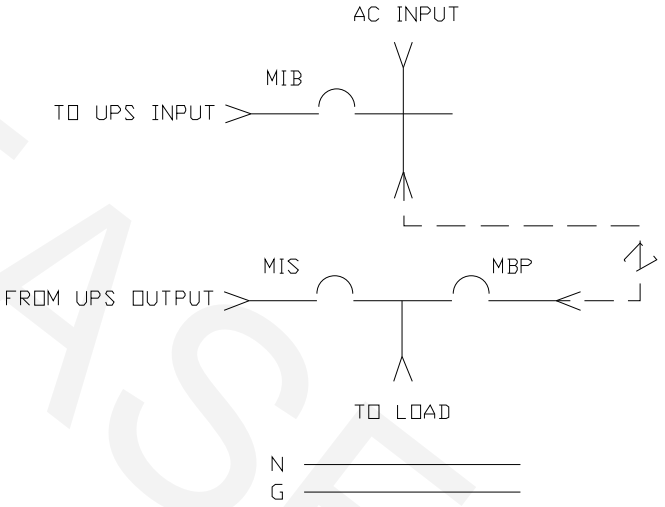 AC INPUT
MIB
TO UPS INPUT
MIS
MBP
FROM UPS OUTPUT
TO LOAD
N
G